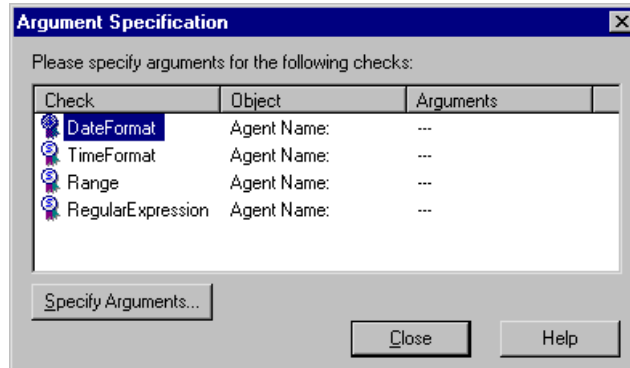 Argument Specification
Please specify arguments for the following checks:
Check Object Arguments
DateFormat Agent Name: ---
TimeFormat Agent Name: ---
Range Agent Name: ---
RegularExpression Agent Name: ---
Specify Arguments...
Close Help